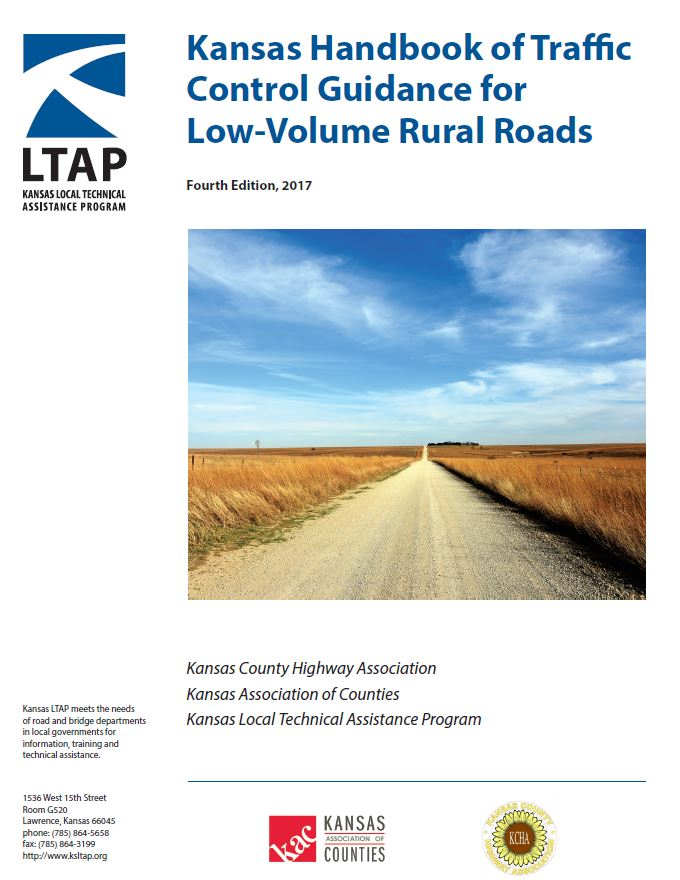 Kansas Handbook of Traffic
Control Guidance for
Low-Volume Rural Roads
LTAP
KANSAS LOCAL TECHNICAL
ASSISTANCE PROGRAM
Fourth Edition, 2017
Kansas County Highway Association
Kansas Association of Counties
Kansas Local Technical Assistance Program
Kansas LTAP meets the needs
of road and bridge departments
in local governments for
information, training and
technical assistance.
1536 West 15th Street
Room G520
Lawrence, Kansas 66045
phone: (785) 864-5658
fax: (785) 864-3199
http://www.ksltap.org
kac
KANSAS
ASSOCIATION OF
COUNTIES
KANSAS COUNTY
KCHA
HIGHWAY ASSOCIATION